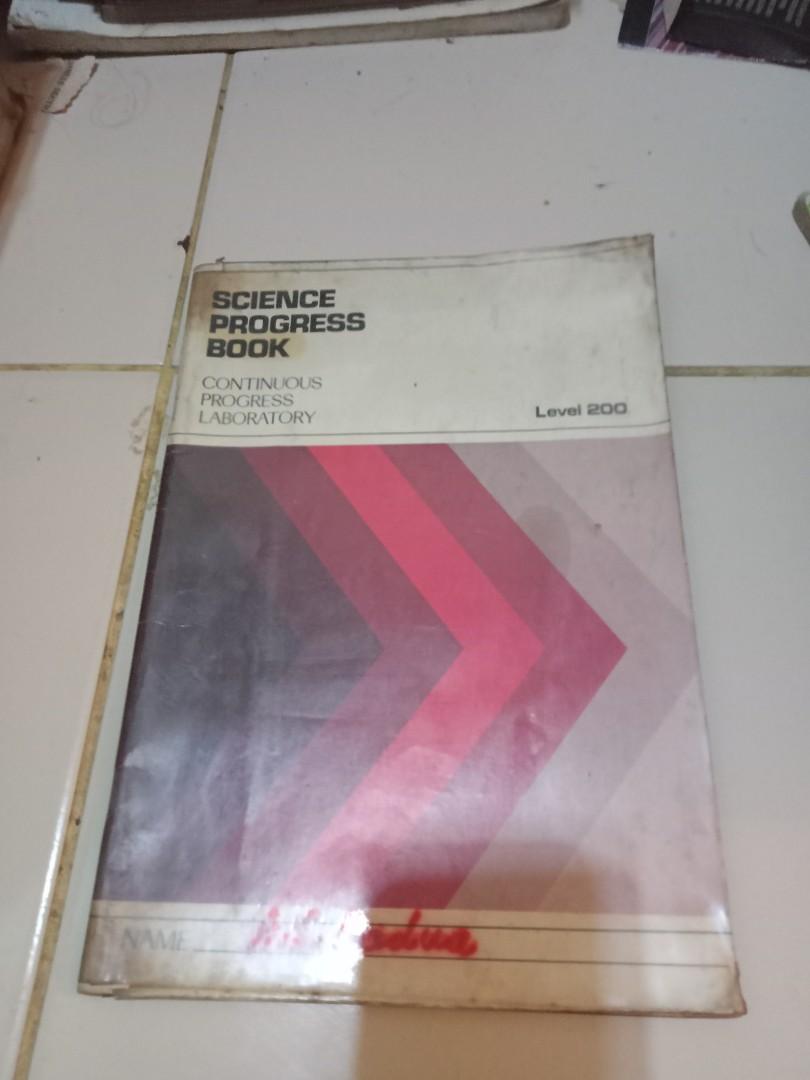 SCIENCE
PROGRESS
BOOK
CONTINUOUS
PROGRESS
LABORATORY
Level 200
NAME